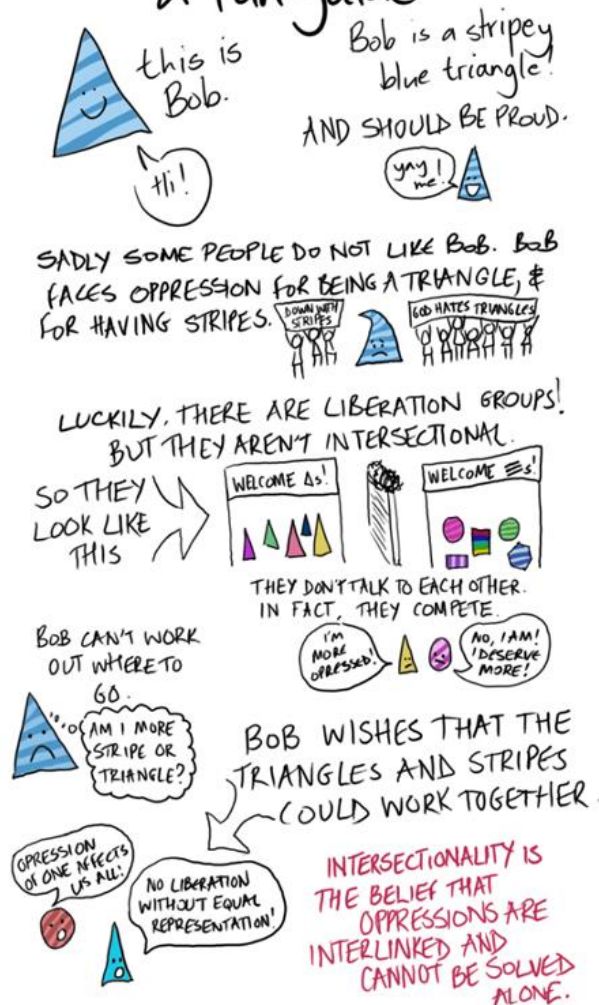 a fun guide
this is
Bob.
Hi!
Bob is a stripey
blue triangle!
AND SHOULD BE PROUD.
yay!
me!
SADLY SOME PEOPLE DO NOT LIKE BOB. BOB
FACES OPPRESSION FOR BEING A TRIANGLE, &
FOR HAVING STRIPES.
DOWN WITH
STRIPES
GOD HATES TRIANGLES
LUCKILY, THERE ARE LIBERATION GROUPS!
BUT THEY AREN'T INTERSECTIONAL.
SO THEY
LOOK LIKE
THIS
WELCOME Δs!
WELCOME ☰s!
THEY DON'T TALK TO EACH OTHER.
IN FACT, THEY COMPETE.
I'M
MORE
OPRESSED!
NO, I AM!
I DESERVE
MORE!
BOB CAN'T WORK
OUT WHERE TO
GO.
AM I MORE
STRIPE OR
TRIANGLE?
BOB WISHES THAT THE
TRIANGLES AND STRIPES
COULD WORK TOGETHER.
OPRESSION
OF ONE AFFECTS
US ALL!
NO LIBERATION
WITHOUT EQUAL
REPRESENTATION!
INTERSECTIONALITY IS
THE BELIEF THAT
OPPRESSIONS ARE
INTERLINKED AND
CANNOT BE SOLVED
ALONE.